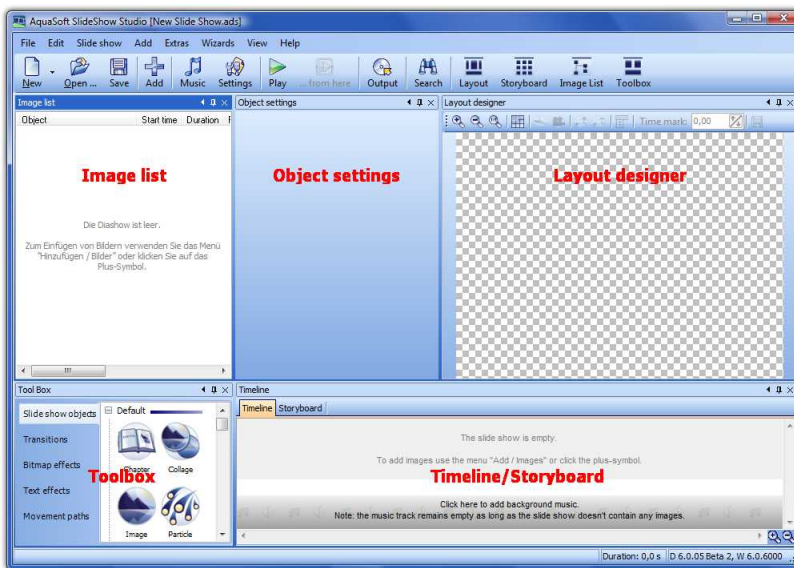 AquaSoft SlideShow Studio [New Slide Show.ads]
File Edit Slide show Add Extras Wizards View Help
New Open ... Save Add Music Settings Play ... from here Output Search Layout Storyboard Image List Toolbox
Image list
Object Start time Duration F
Image list
Die Diashow ist leer.
Zum Einfügen von Bildern verwenden Sie das Menü
"Hinzufügen / Bilder" oder klicken Sie auf das
Plus-Symbol.
Object settings
Object settings
Layout designer
Time mark: 0,00
Layout designer
Tool Box
Slide show objects
Transitions
Bitmap effects
Text effects
Movement paths
Default
Chapter Collage
Image Particle
Toolbox
Timeline
Timeline Storyboard
The slide show is empty.
To add images use the menu "Add / Images" or click the plus-symbol.
Timeline/Storyboard
Click here to add background music.
Note: the music track remains empty as long as the slide show doesn't contain any images.
Duration: 0,0 s D 6.0.05 Beta 2, W 6.0.6000